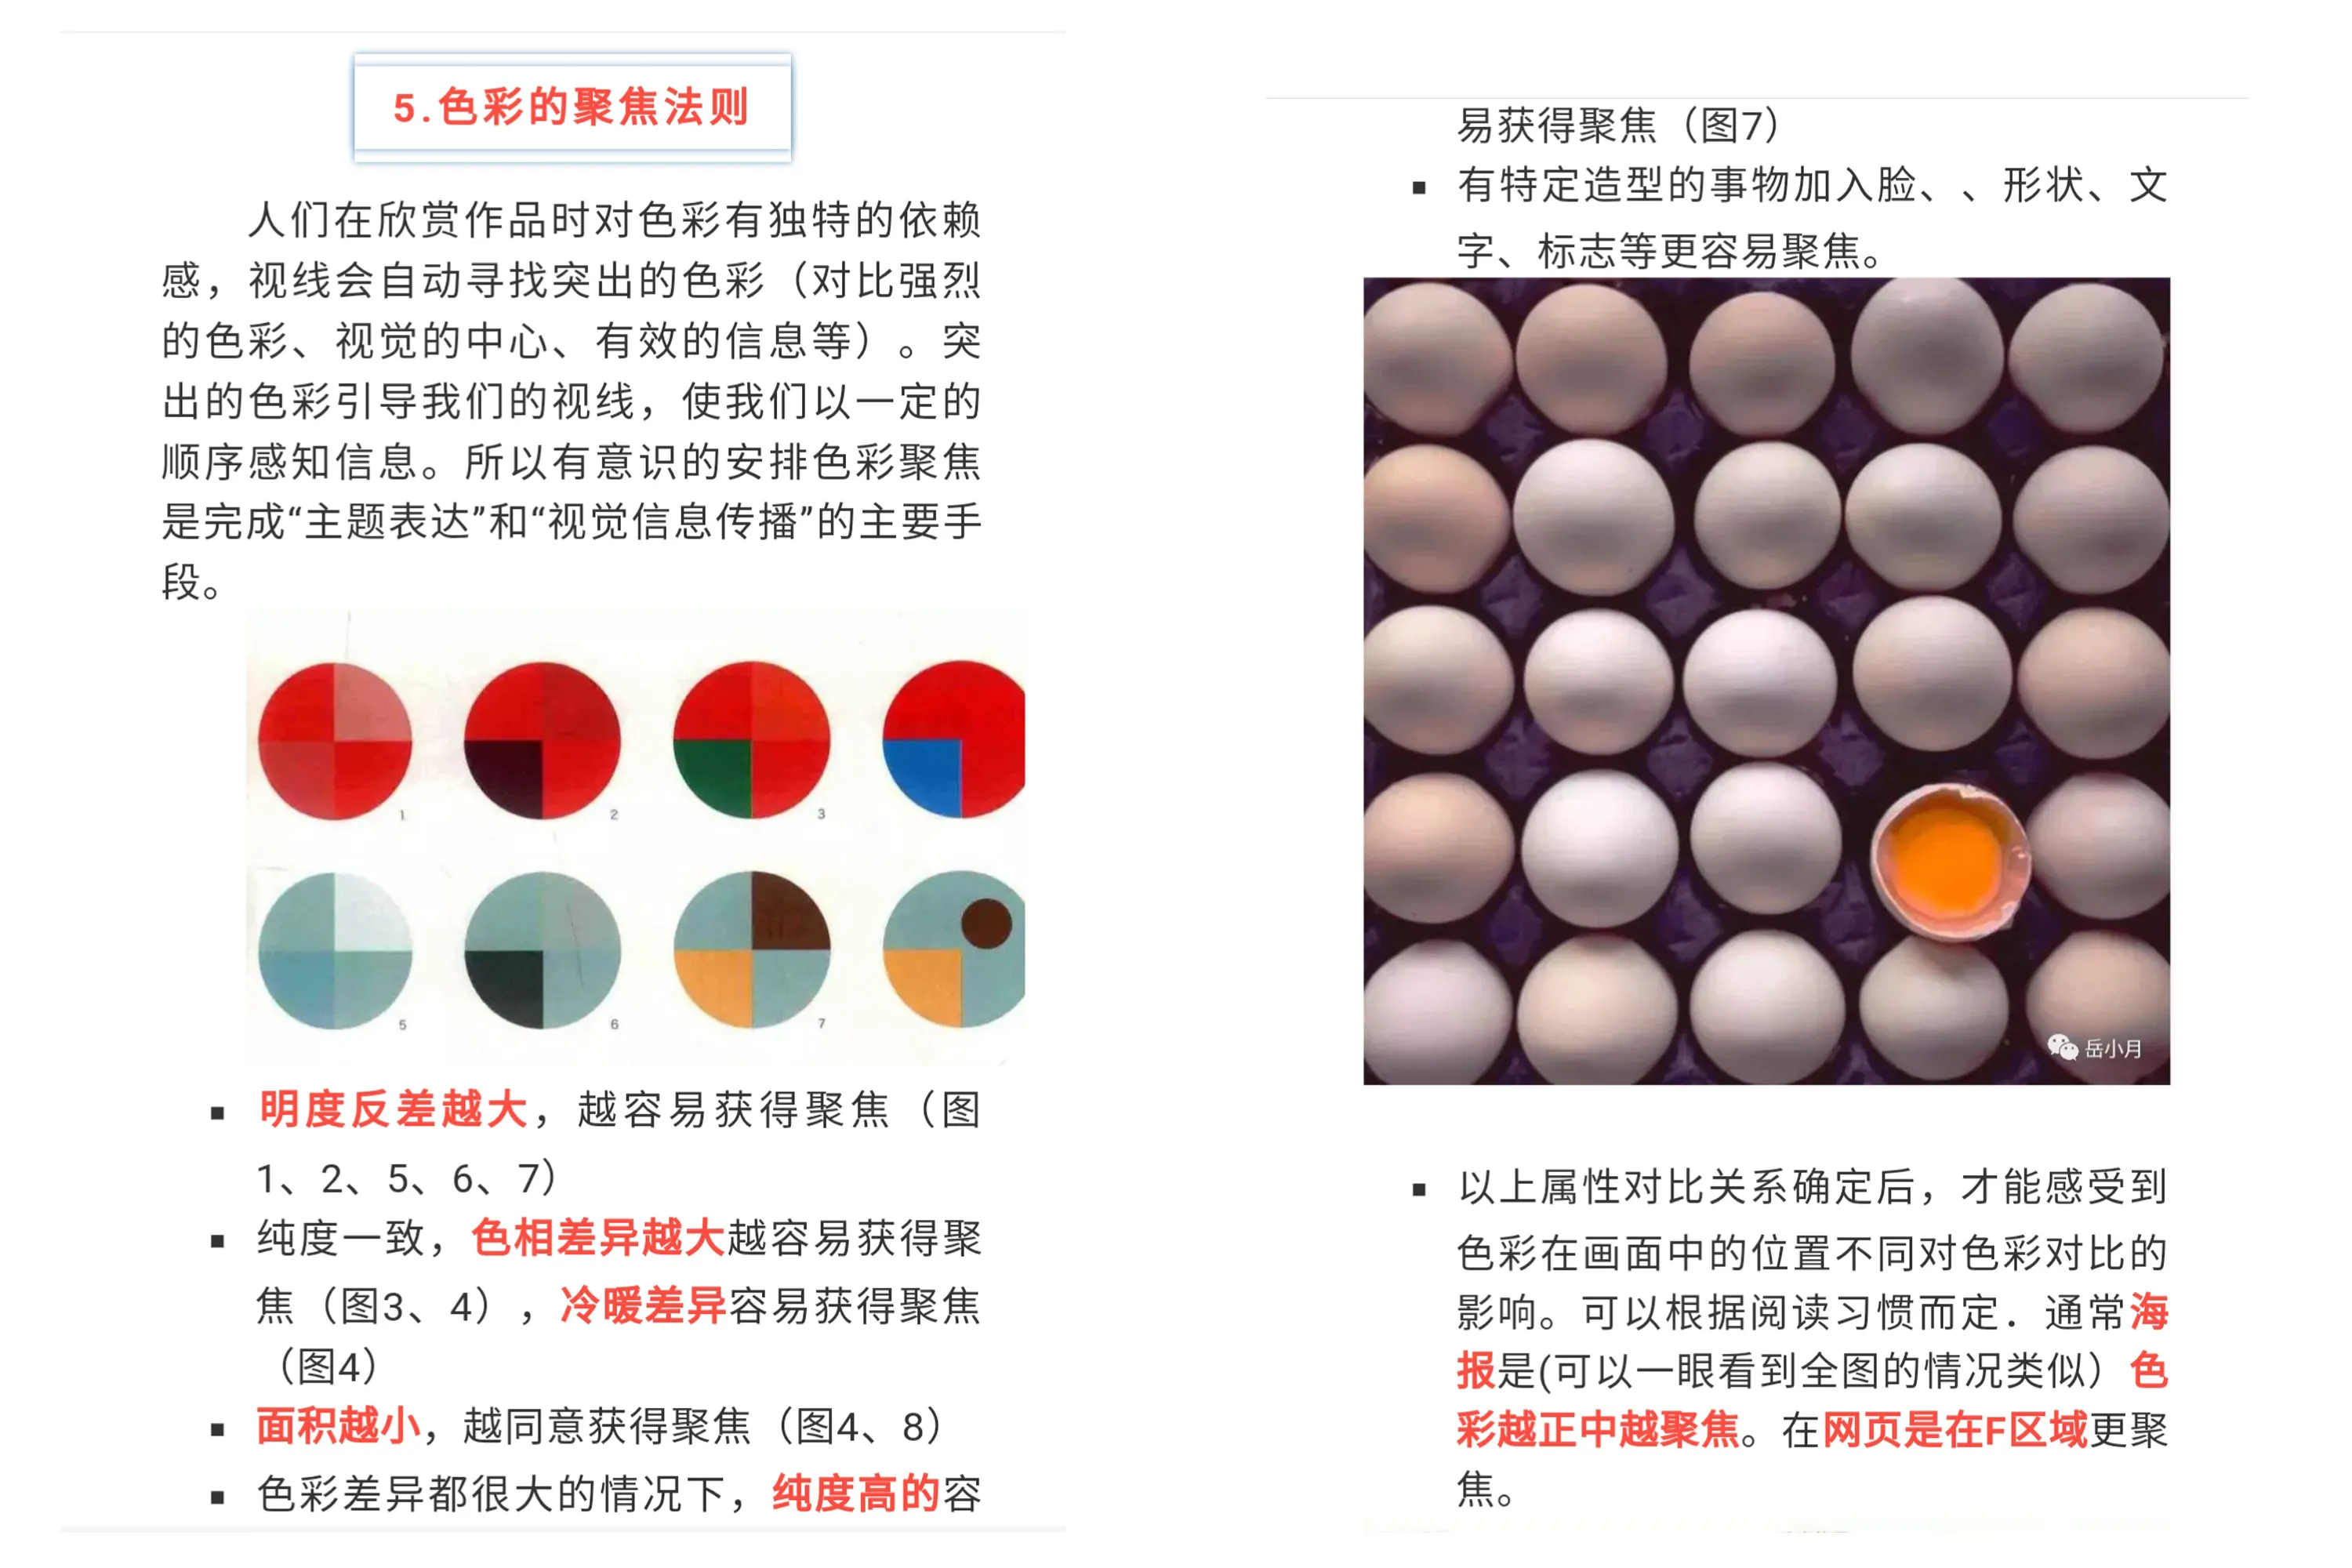 5.色彩的聚焦法则
人们在欣赏作品时对色彩有独特的依赖
感，视线会自动寻找突出的色彩（对比强烈
的色彩、视觉的中心、有效的信息等）。突
出的色彩引导我们的视线，使我们以一定的
顺序感知信息。所以有意识的安排色彩聚焦
是完成“主题表达”和“视觉信息传播”的主要手
段。
1
2
3
5
6
7
▪ 明度反差越大，越容易获得聚焦（图
1、2、5、6、7）
▪ 纯度一致，色相差异越大越容易获得聚
焦（图3、4），冷暖差异容易获得聚焦
（图4）
▪ 面积越小，越同意获得聚焦（图4、8）
▪ 色彩差异都很大的情况下，纯度高的容
易获得聚焦（图7）
▪ 有特定造型的事物加入脸、、形状、文
字、标志等更容易聚焦。
岳小月
▪ 以上属性对比关系确定后，才能感受到
色彩在画面中的位置不同对色彩对比的
影响。可以根据阅读习惯而定．通常海
报是(可以一眼看到全图的情况类似）色
彩越正中越聚焦。在网页是在F区域更聚
焦。